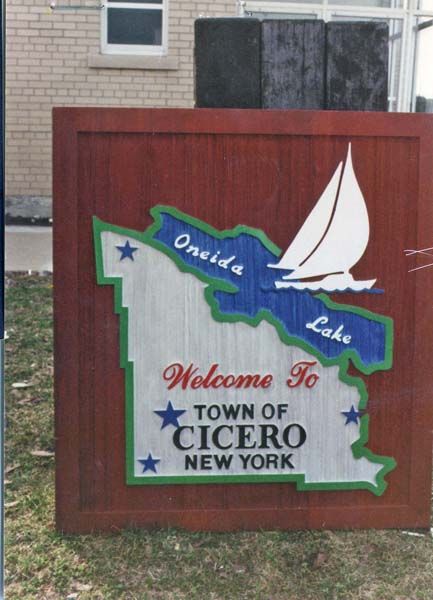 Oneida
Lake
Welcome To
TOWN OF
CICERO
NEW YORK